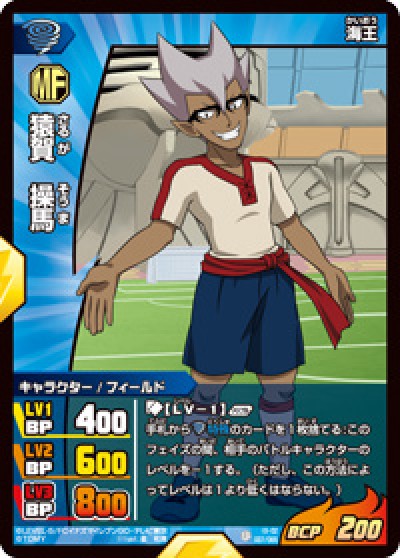 かいおう
海王
MF
さるか
猿賀
そうま
操馬
キャラクター / フィールド
LV1
BP 400
LV2
BP 600
LV3
BP 800
[LV-1]
手札から 特殊のカードを1枚捨てる:この
フェイズの間、相手のバトルキャラクターの
レベルを-1する。(ただし、この方法によ
ってレベルは1より低くはならない。)
©TOMY
BCP 200